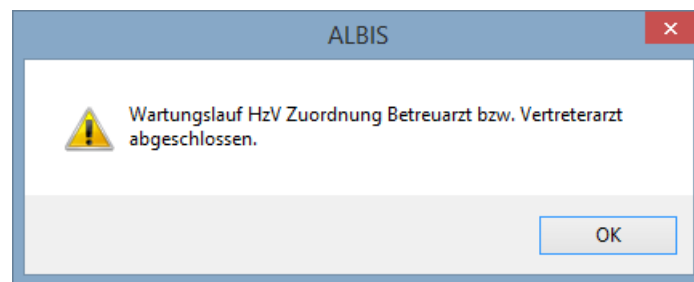 ALBIS
Wartungslauf HzV Zuordnung Betreuarzt bzw. Vertreterarzt
abgeschlossen.
OK